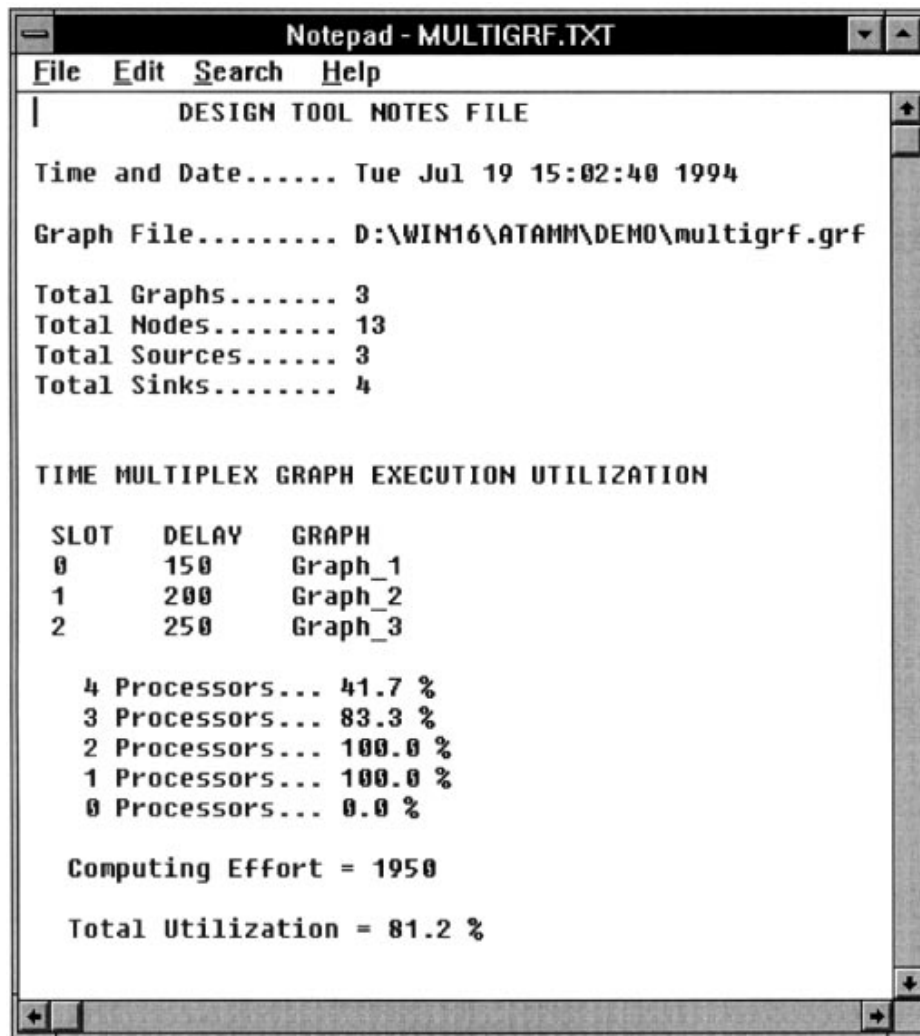 Notepad - MULTIGRF.TXT
File Edit Search Help
DESIGN TOOL NOTES FILE
Time and Date...... Tue Jul 19 15:02:40 1994
Graph File......... D:\WIN16\ATAMM\DEMO\multigrf.grf
Total Graphs....... 3
Total Nodes........ 13
Total Sources...... 3
Total Sinks........ 4
TIME MULTIPLEX GRAPH EXECUTION UTILIZATION
SLOT DELAY GRAPH
0 150 Graph_1
1 200 Graph_2
2 250 Graph_3
4 Processors... 41.7 %
3 Processors... 83.3 %
2 Processors... 100.0 %
1 Processors... 100.0 %
0 Processors... 0.0 %
Computing Effort = 1950
Total Utilization = 81.2 %